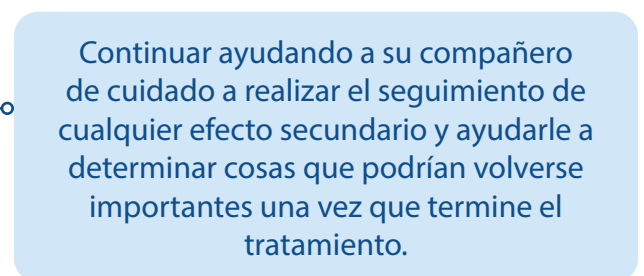 Continuar ayudando a su compañero
de cuidado a realizar el seguimiento de
cualquier efecto secundario y ayudarle a
determinar cosas que podrían volverse
importantes una vez que termine el
tratamiento.